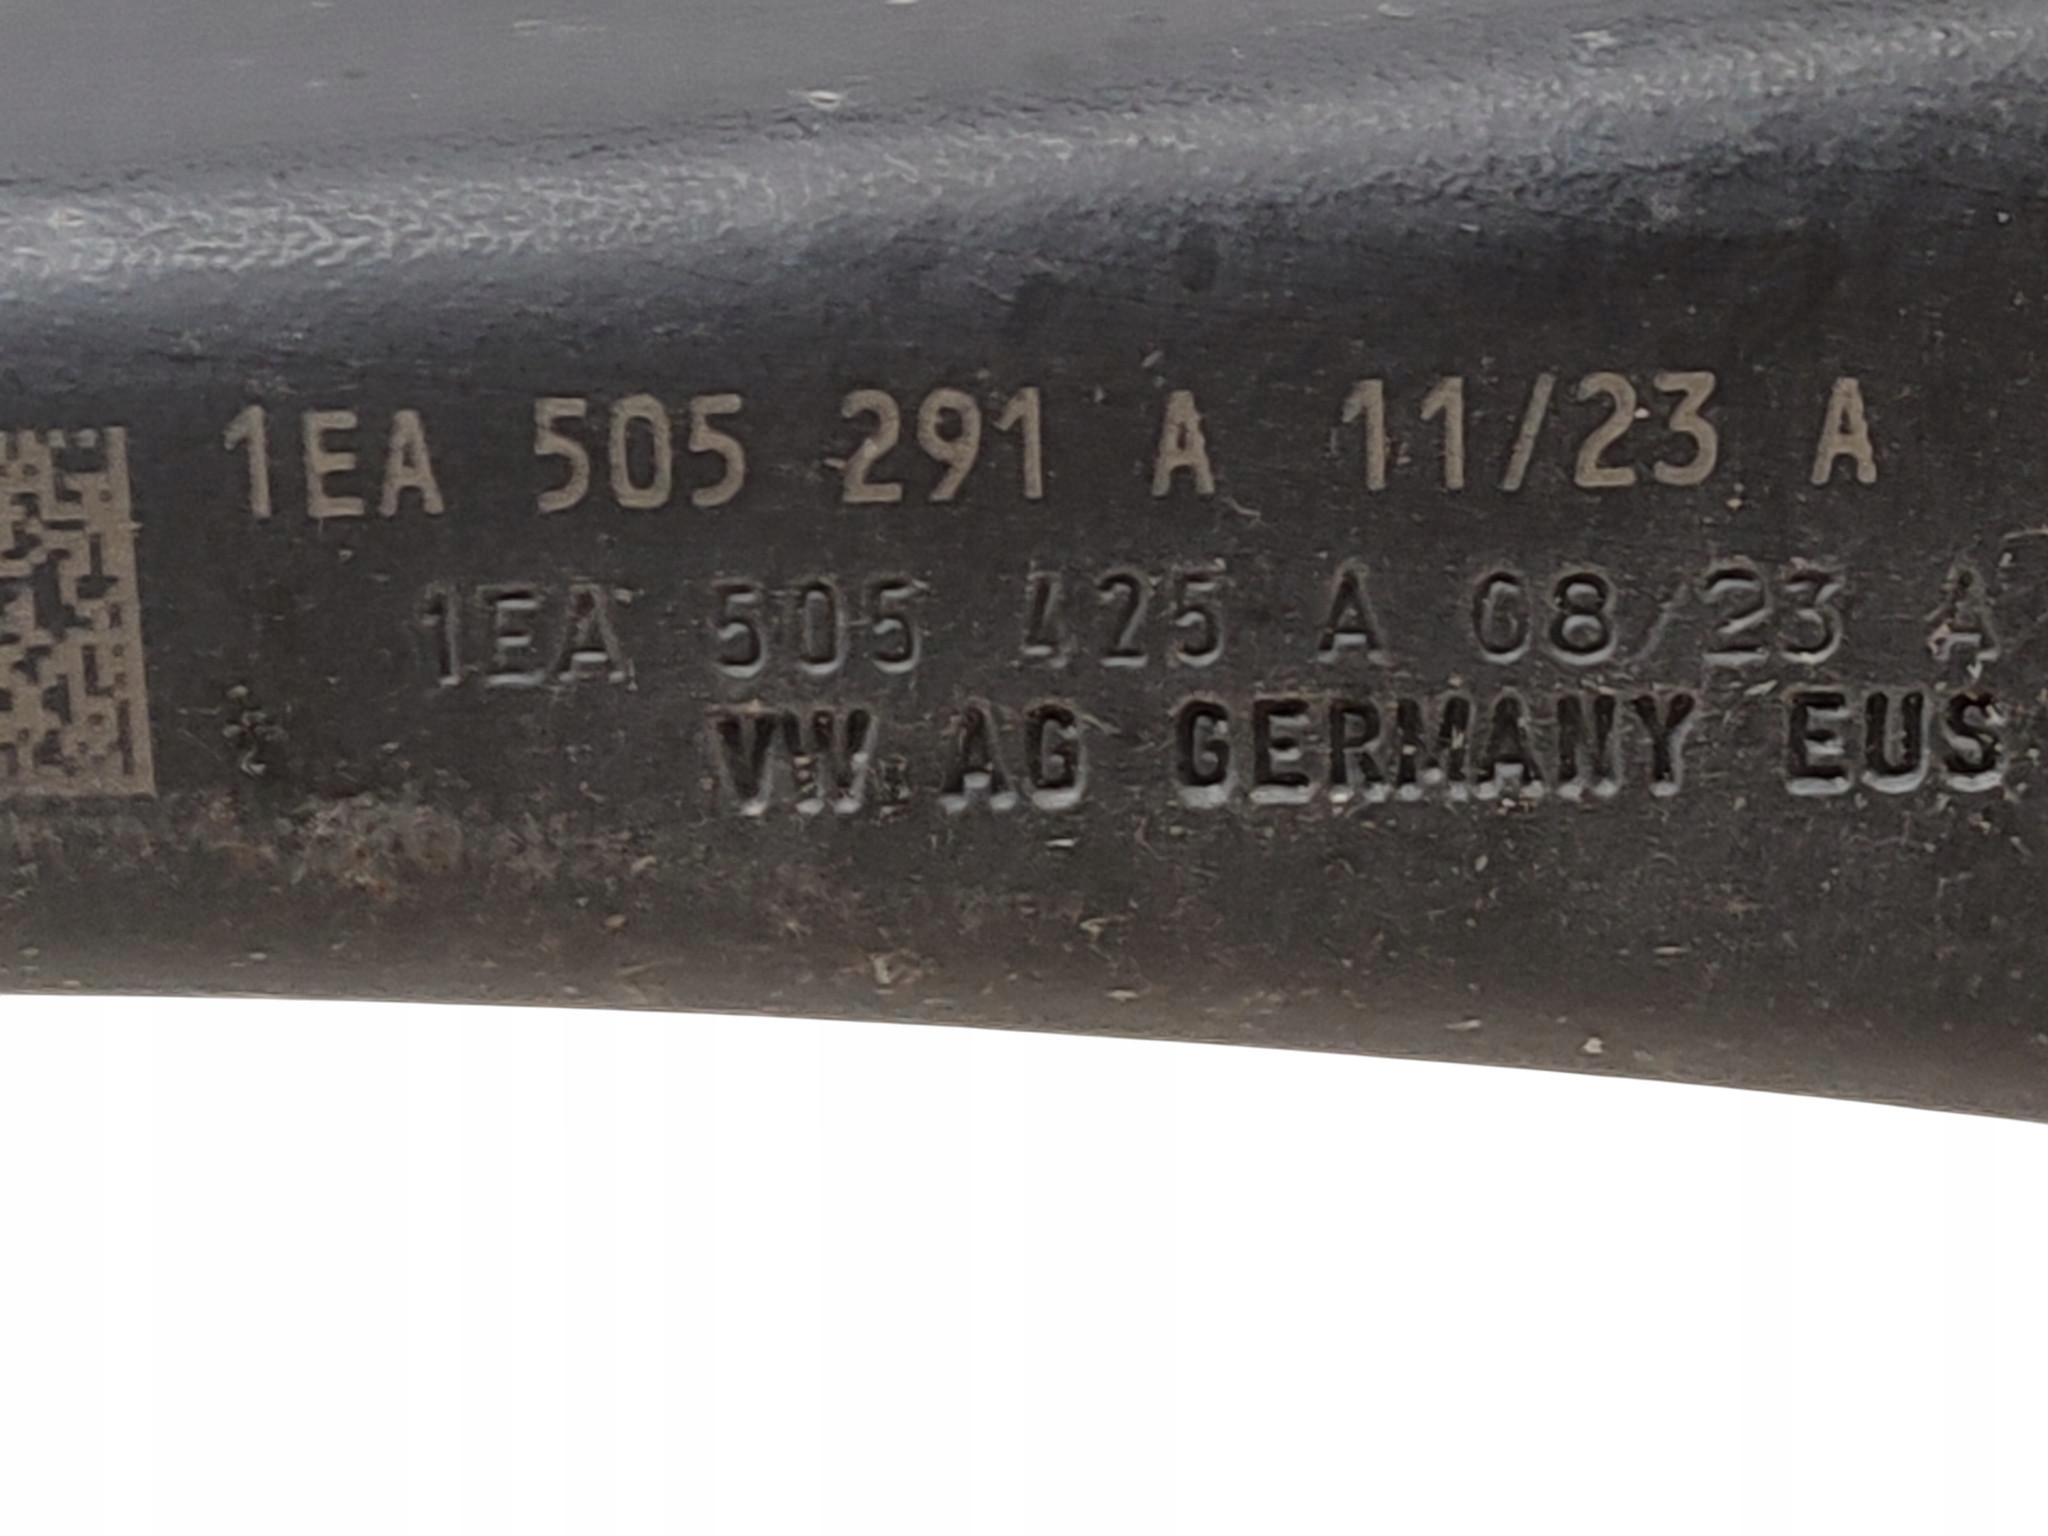 1EA 505 291 A 11/23 A
1EA 505 425 A 08/23 A
VW AG GERMANY EUS